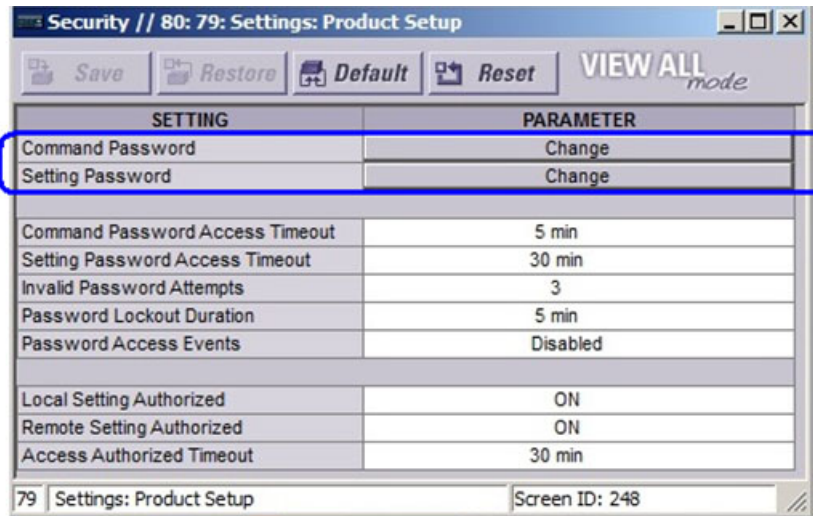 Security // 80: 79: Settings: Product Setup
Save Restore Default Reset VIEW ALL mode
SETTING PARAMETER
Command Password Change
Setting Password Change
Command Password Access Timeout 5 min
Setting Password Access Timeout 30 min
Invalid Password Attempts 3
Password Lockout Duration 5 min
Password Access Events Disabled
Local Setting Authorized ON
Remote Setting Authorized ON
Access Authorized Timeout 30 min
79 Settings: Product Setup Screen ID: 248